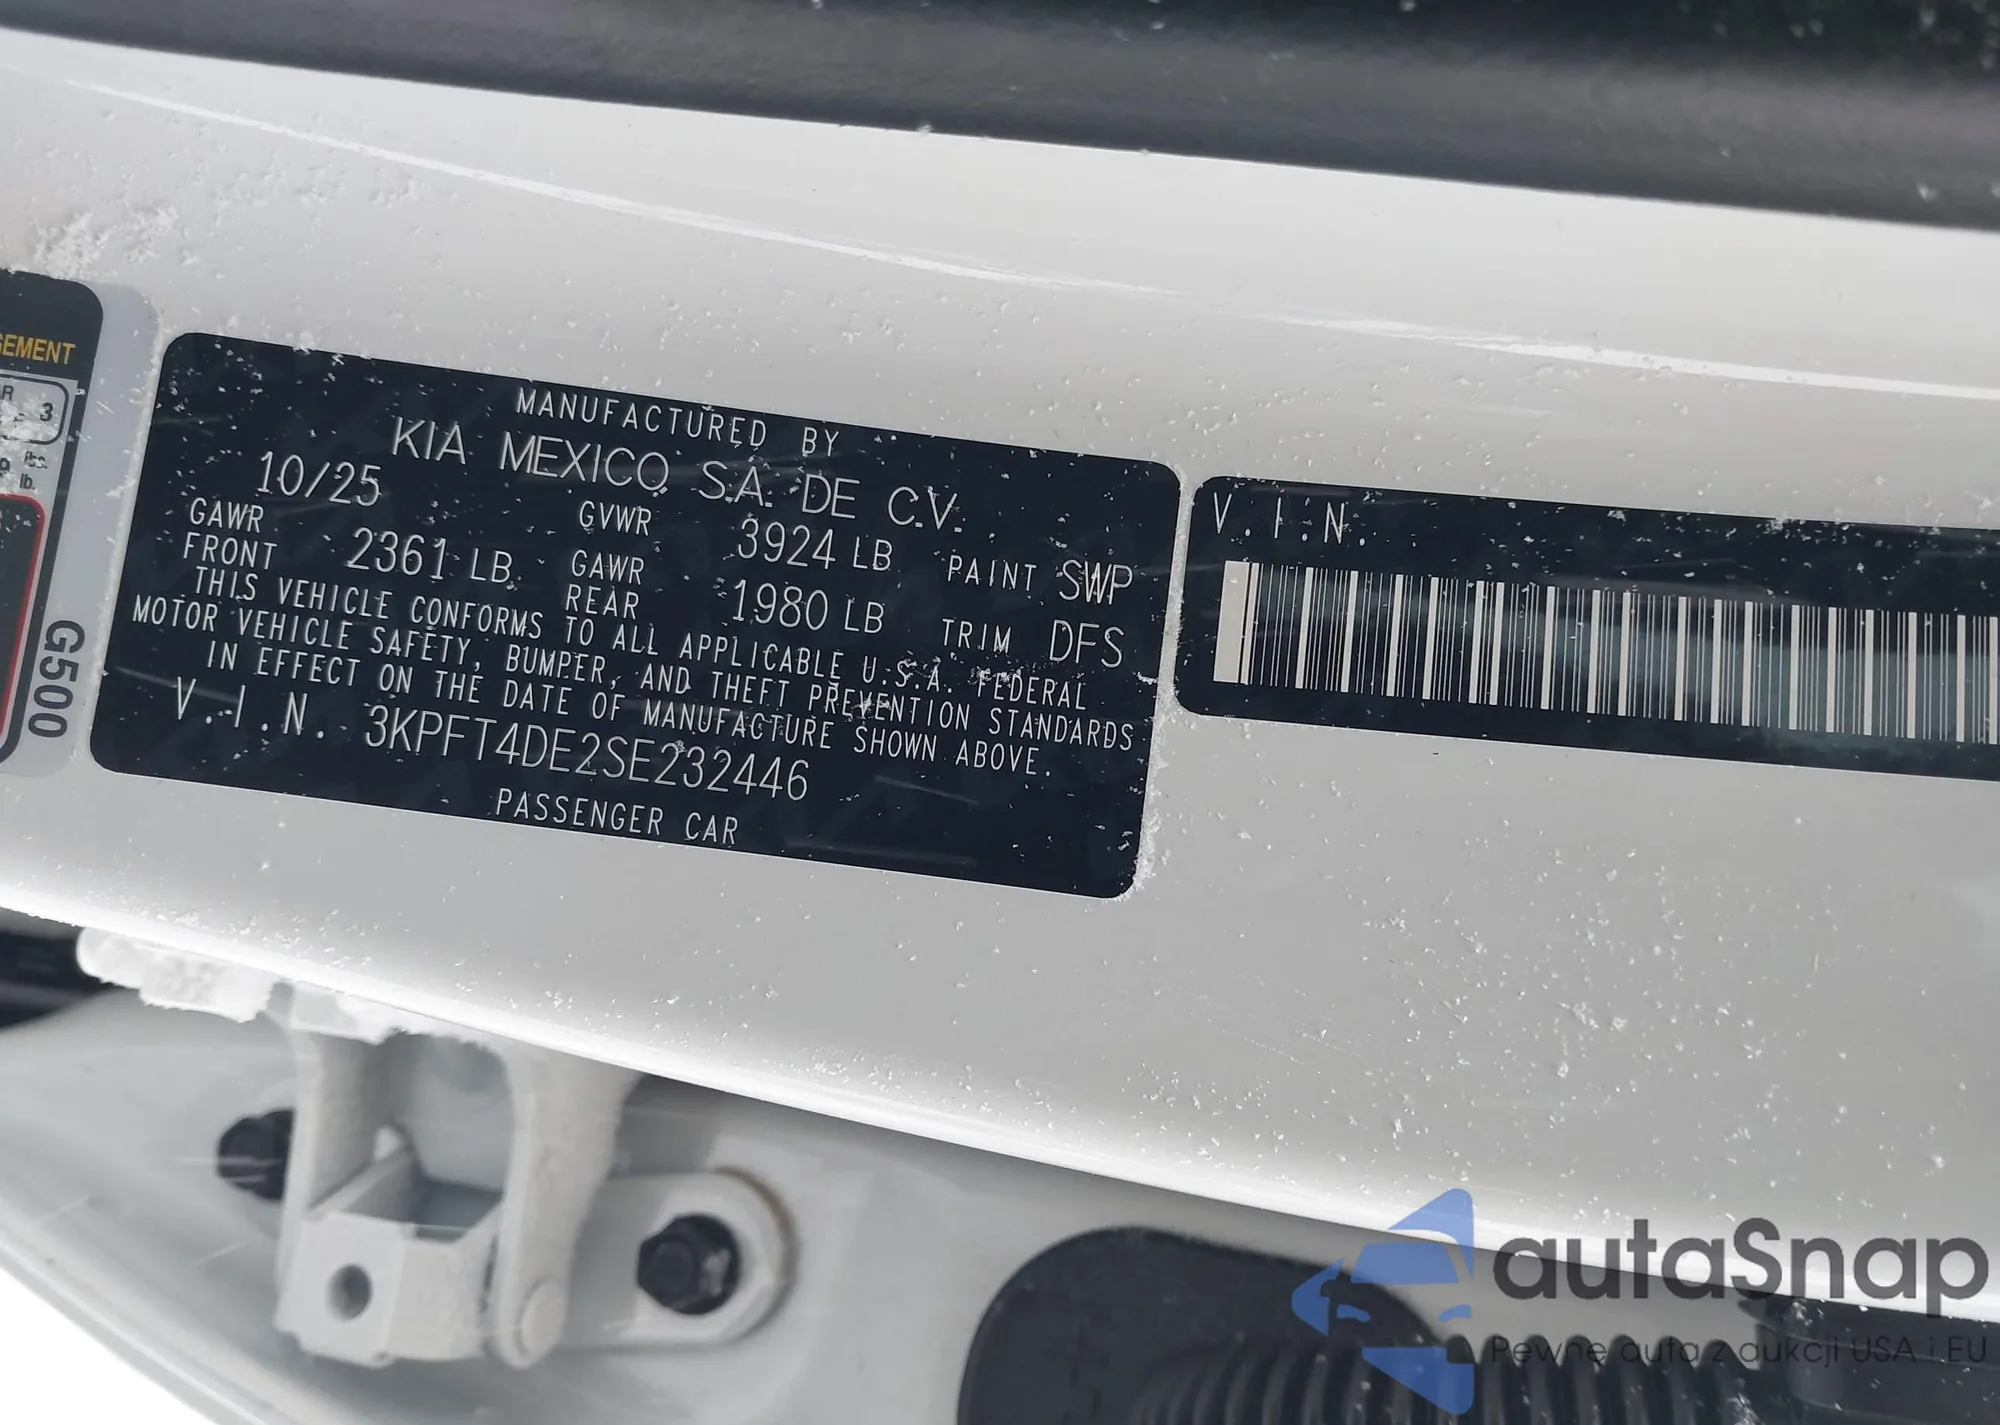 GEMENT
R
3
lbs.
lb.
G500
MANUFACTURED BY
KIA MEXICO S.A. DE C.V.
10/25
GVWR 3924 LB
GAWR FRONT 2361 LB
GAWR REAR 1980 LB
PAINT SWP
TRIM DFS
THIS VEHICLE CONFORMS TO ALL APPLICABLE U.S.A. FEDERAL
MOTOR VEHICLE SAFETY, BUMPER, AND THEFT PREVENTION STANDARDS
IN EFFECT ON THE DATE OF MANUFACTURE SHOWN ABOVE.
V.I.N. 3KPFT4DE2SE232446
PASSENGER CAR
V.I.N.
autaSnap
Pewne auta z aukcji USA i EU